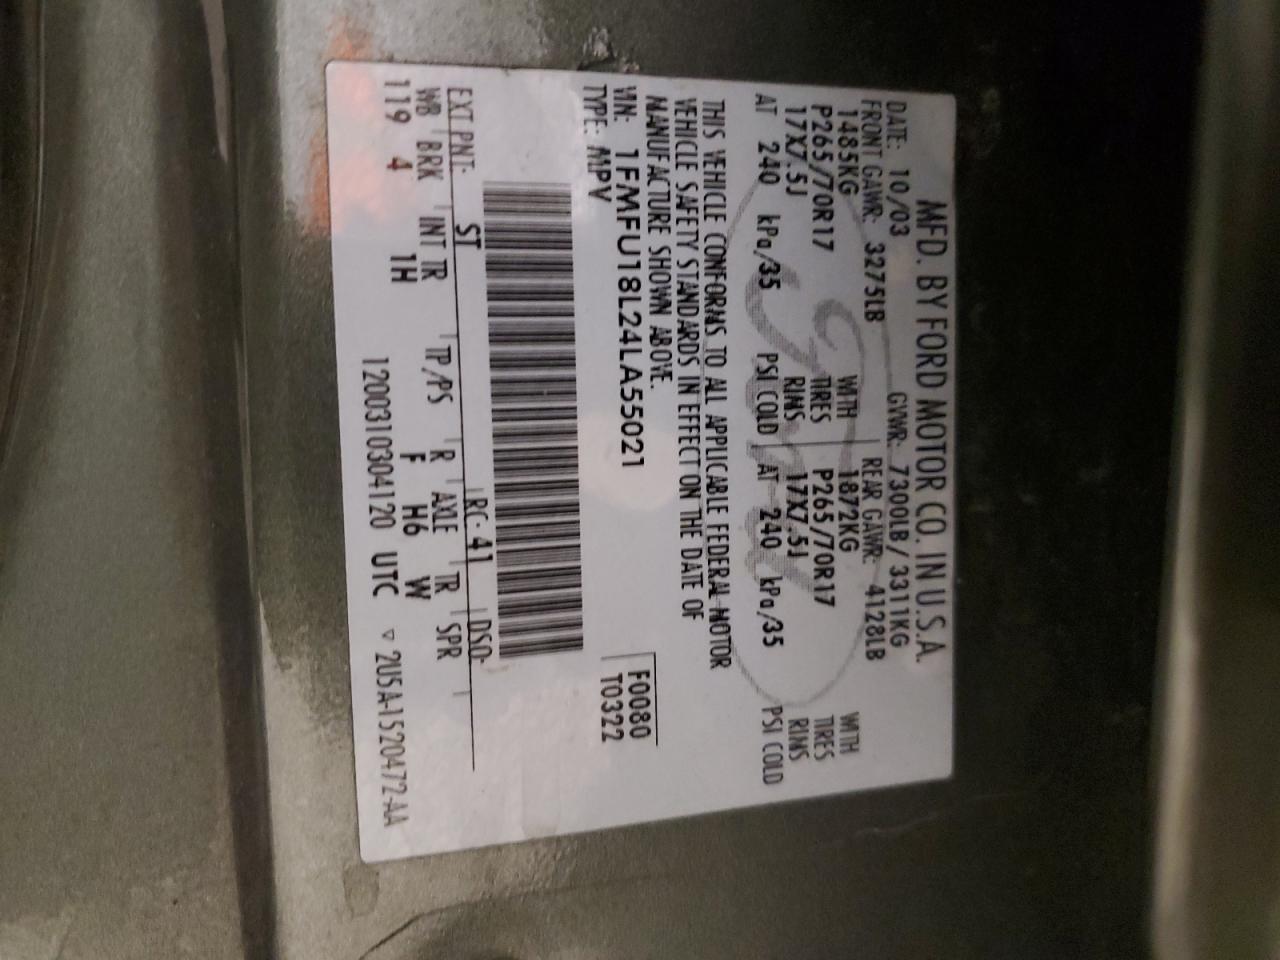 MFD. BY FORD MOTOR CO. IN U.S.A.
DATE: 10/03 GVWR: 7300LB/ 3311KG
FRONT GAWR: 3275LB REAR GAWR: 4128LB
1485KG WITH 1872KG WITH
P265/70R17 TIRES P265/70R17 TIRES
17X7.5J RIMS 17X7.5J RIMS
AT 240 kPa/35 PSI COLD AT 240 kPa/35 PSI COLD
THIS VEHICLE CONFORMS TO ALL APPLICABLE FEDERAL MOTOR
VEHICLE SAFETY STANDARDS IN EFFECT ON THE DATE OF
MANUFACTURE SHOWN ABOVE.
VIN: 1FMFU18L24LA55021 F0080
TYPE: MPV T0322
EXT PNT: ST RC: 41 DSO:
WB BRK INT TR TP/PS R AXLE TR SPR
119 4 1H F H6 W
1200310304120 UTC ▽ 2U5A-1520472-AA